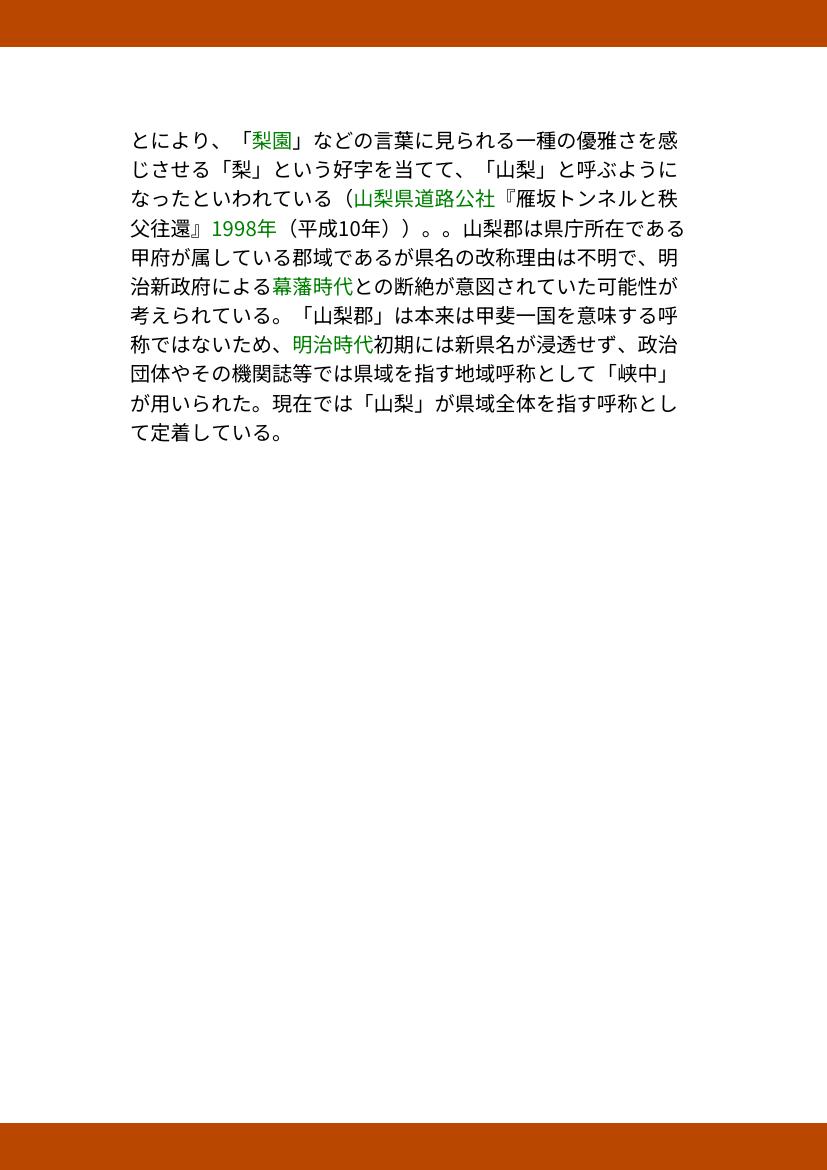 とにより、「梨園」などの言葉に見られる一種の優雅さを感
じさせる「梨」という好字を当てて、「山梨」と呼ぶように
なったといわれている（山梨県道路公社『雁坂トンネルと秩
父往還』1998年（平成10年））。。山梨郡は県庁所在である
甲府が属している郡域であるが県名の改称理由は不明で、明
治新政府による幕藩時代との断絶が意図されていた可能性が
考えられている。「山梨郡」は本来は甲斐一国を意味する呼
称ではないため、明治時代初期には新県名が浸透せず、政治
団体やその機関誌等では県域を指す地域呼称として「峡中」
が用いられた。現在では「山梨」が県域全体を指す呼称とし
て定着している。